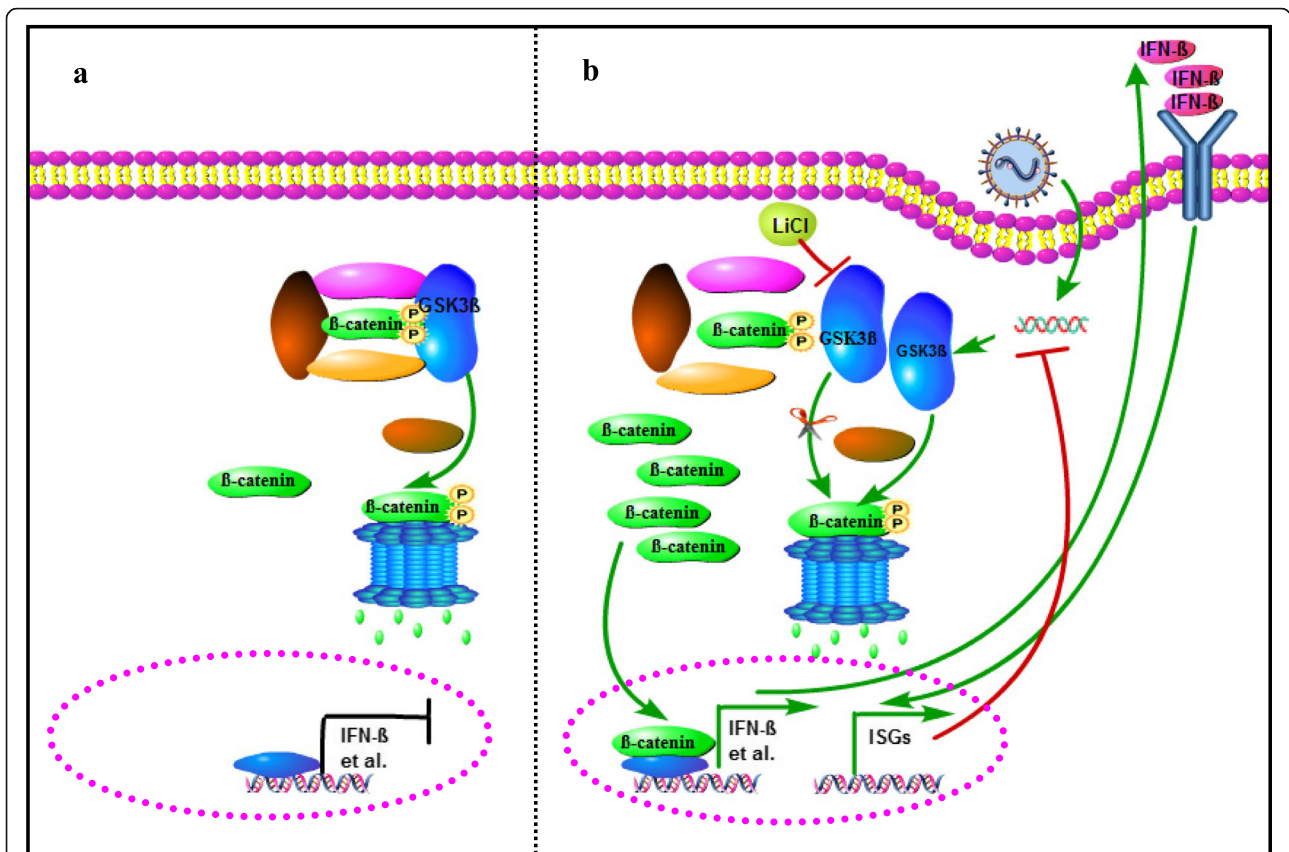 a
GSK3ß
ß-catenin
P
P
ß-catenin
ß-catenin
P
P
IFN-ß
et al.
b
IFN-ß
IFN-ß
IFN-ß
LiCl
ß-catenin
P
P
GSK3ß
GSK3ß
ß-catenin
ß-catenin
ß-catenin
ß-catenin
ß-catenin
P
P
ß-catenin
IFN-ß
et al.
ISGs